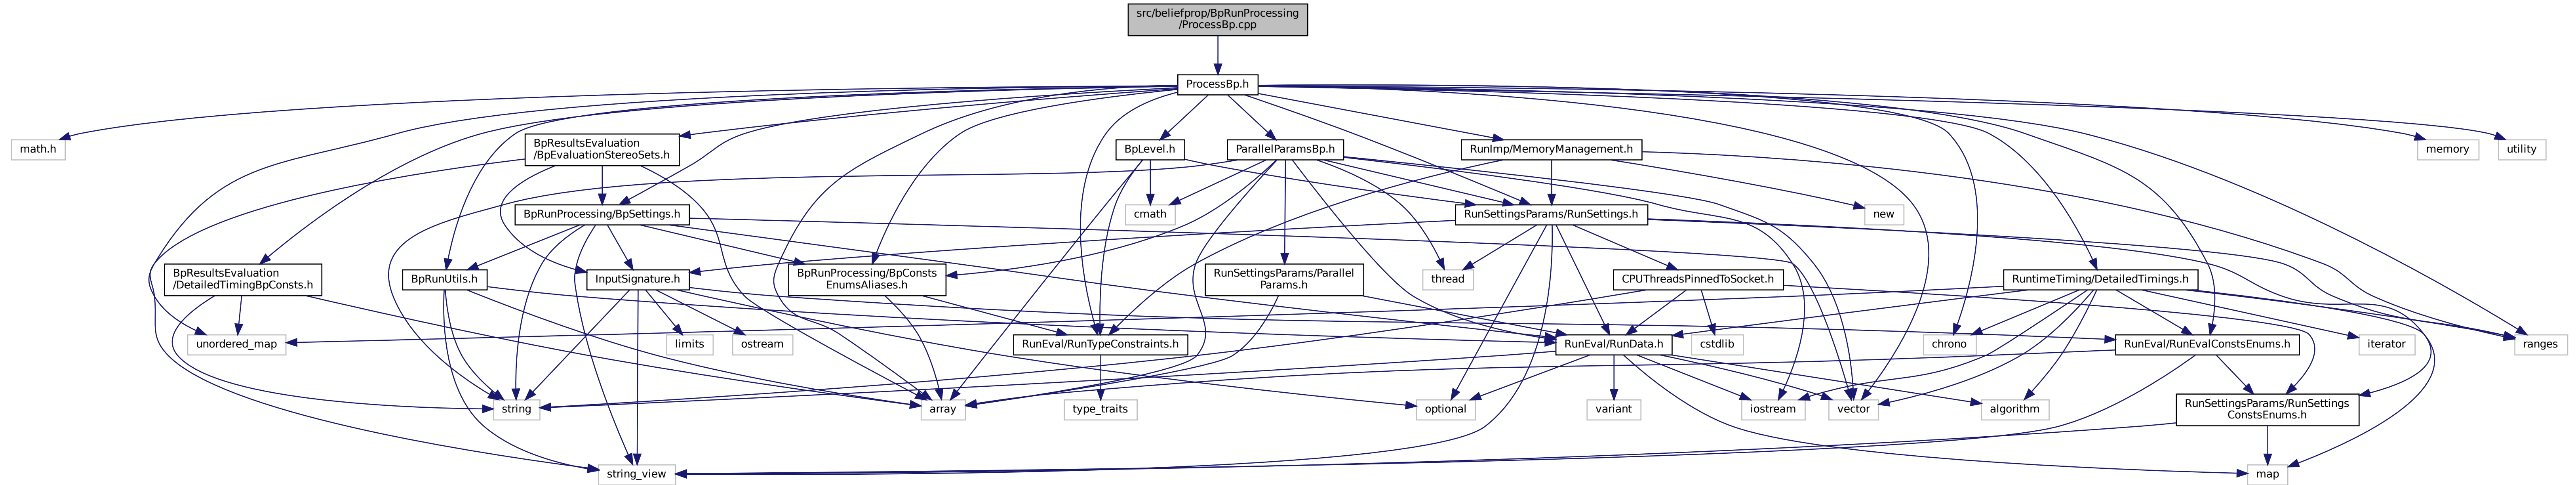 src/beliefprop/BpRunProcessing
/ProcessBp.cpp
ProcessBp.h
math.h
BpResultsEvaluation
/BpEvaluationStereoSets.h
BpLevel.h
ParallelParamsBp.h
RunImp/MemoryManagement.h
memory
utility
BpRunProcessing/BpSettings.h
cmath
RunSettingsParams/RunSettings.h
new
BpResultsEvaluation
/DetailedTimingBpConsts.h
BpRunUtils.h
InputSignature.h
BpRunProcessing/BpConsts
EnumsAliases.h
RunSettingsParams/Parallel
Params.h
thread
CPUThreadsPinnedToSocket.h
RuntimeTiming/DetailedTimings.h
unordered_map
limits
ostream
RunEval/RunTypeConstraints.h
RunEval/RunData.h
cstdlib
chrono
RunEval/RunEvalConstsEnums.h
iterator
ranges
string
array
type_traits
optional
variant
iostream
vector
algorithm
RunSettingsParams/RunSettings
ConstsEnums.h
string_view
map